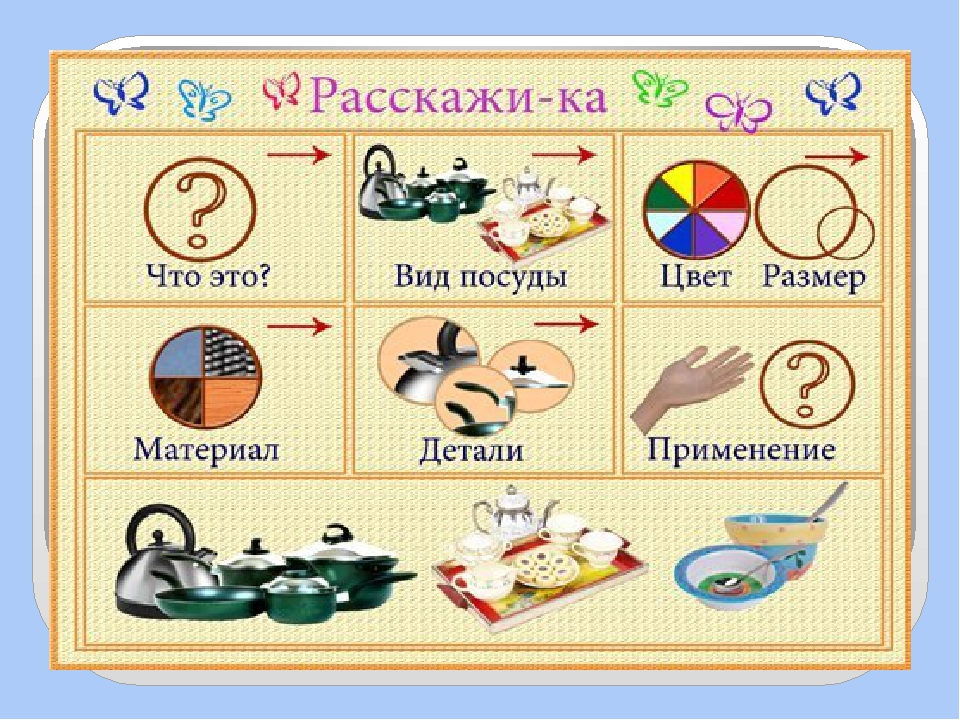 Расскажи-ка
Что это?
Вид посуды
Цвет Размер
Материал
Детали
Применение